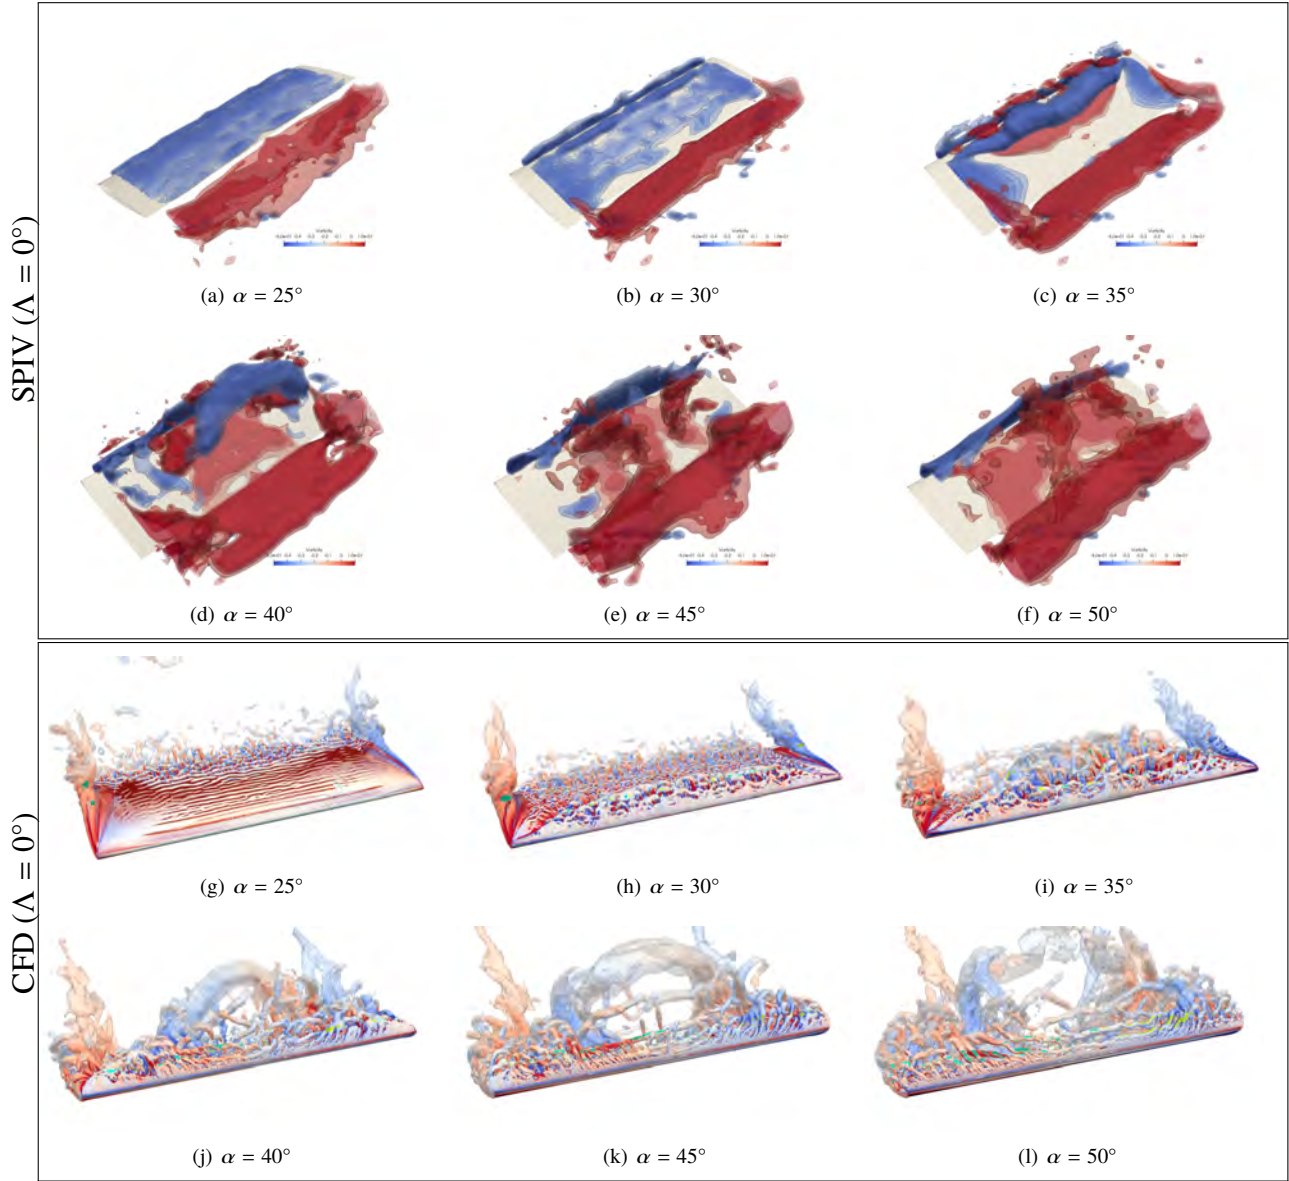 SPIV (Λ = 0°)
(a) α = 25°
(b) α = 30°
(c) α = 35°
(d) α = 40°
(e) α = 45°
(f) α = 50°
CFD (Λ = 0°)
(g) α = 25°
(h) α = 30°
(i) α = 35°
(j) α = 40°
(k) α = 45°
(l) α = 50°